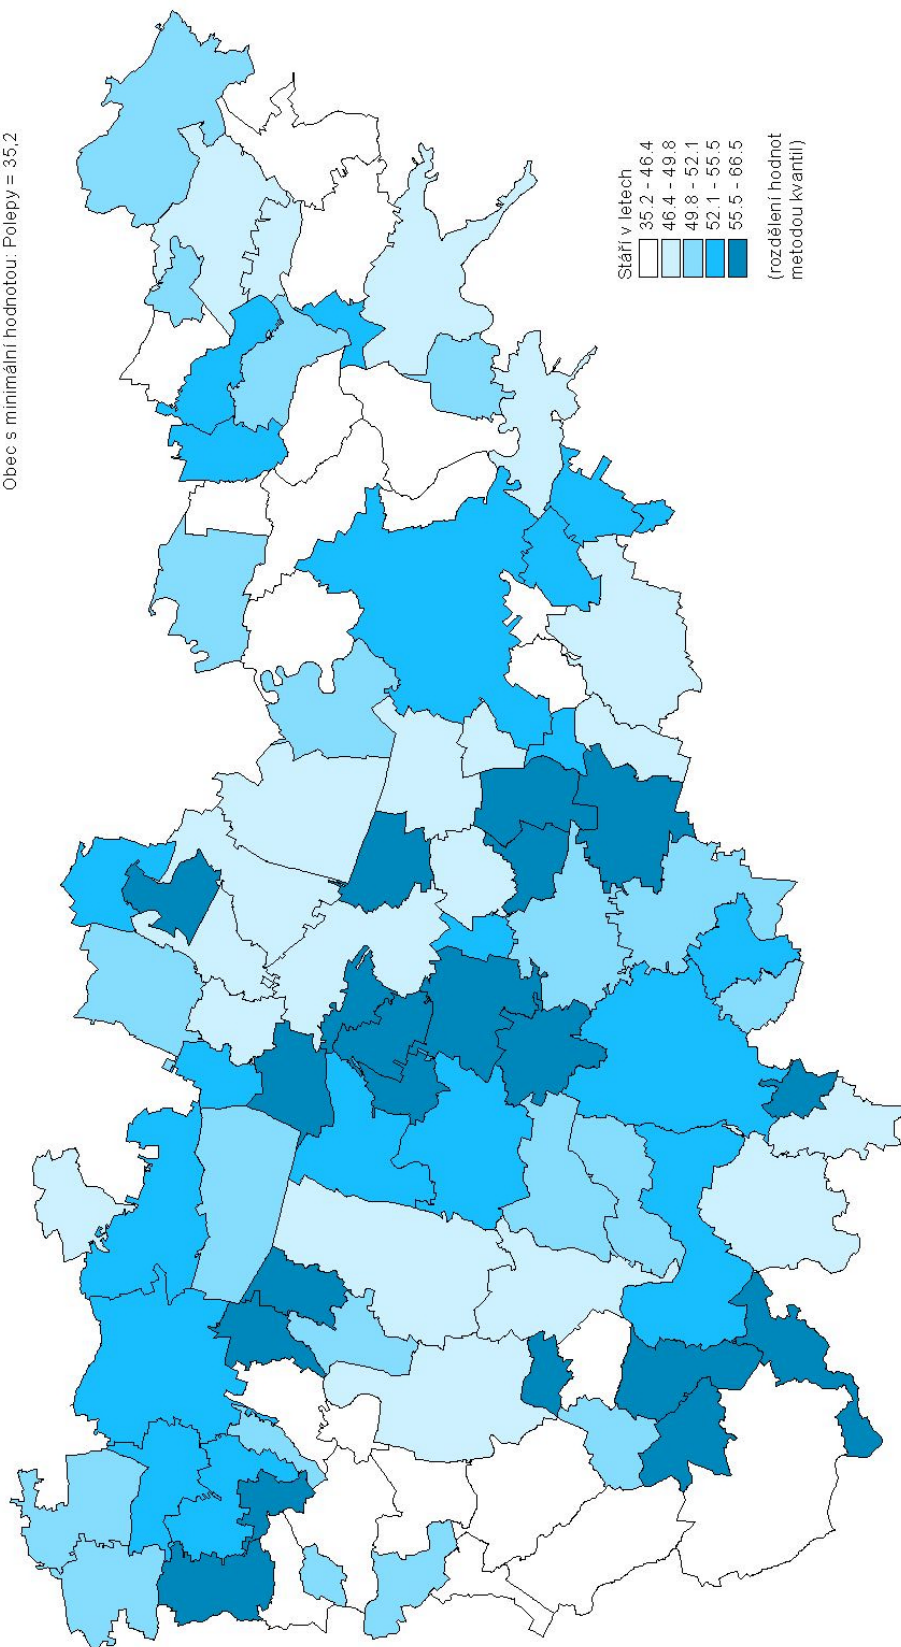 Obec s minimální hodnotou: Polepy = 35,2
Stáří v letech
35.2 - 46.4
46.4 - 49.8
49.8 - 52.1
52.1 - 55.5
55.5 - 66.5
(rozdělení hodnot
metodou kvantil)